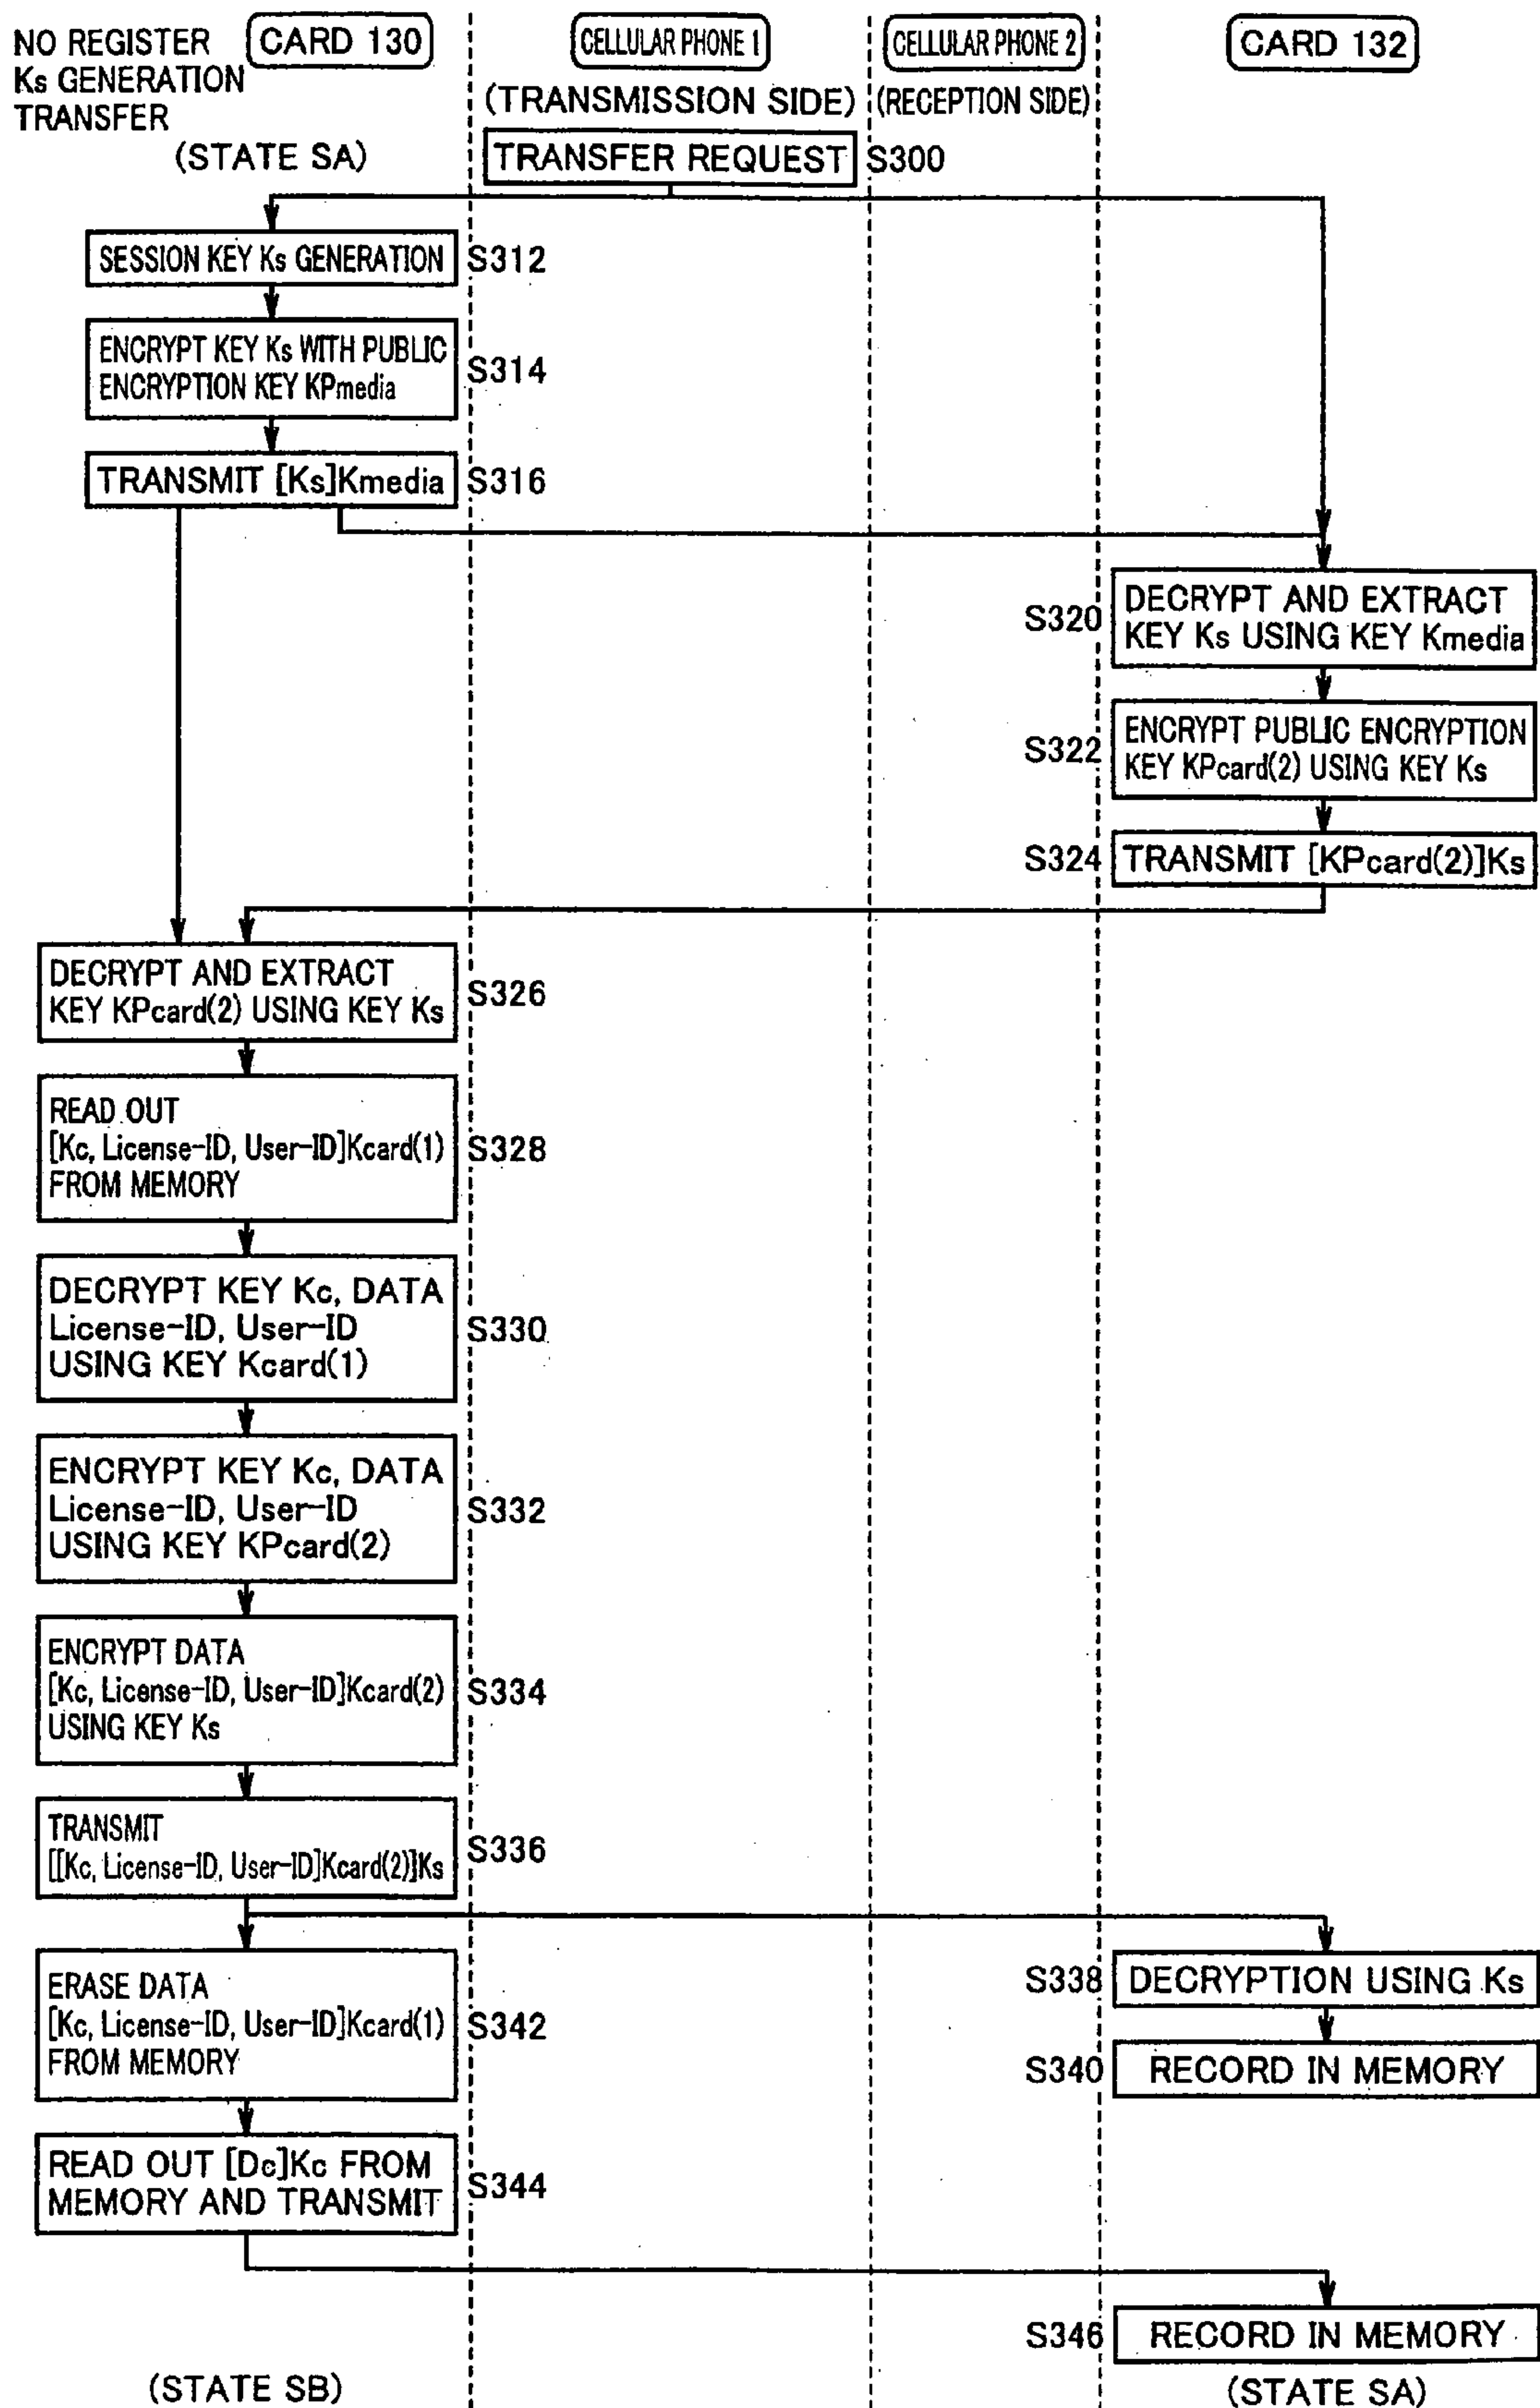 NO REGISTER
Ks GENERATION
TRANSFER
CARD 130
CELLULAR PHONE 1
CELLULAR PHONE 2
CARD 132
(TRANSMISSION SIDE)
(RECEPTION SIDE)
(STATE SA)
TRANSFER REQUEST
S300
SESSION KEY Ks GENERATION
S312
ENCRYPT KEY Ks WITH PUBLIC
ENCRYPTION KEY KPmedia
S314
TRANSMIT [Ks]Kmedia
S316
S320
DECRYPT AND EXTRACT
KEY Ks USING KEY Kmedia
S322
ENCRYPT PUBLIC ENCRYPTION
KEY KPcard(2) USING KEY Ks
S324
TRANSMIT [KPcard(2)]Ks
DECRYPT AND EXTRACT
KEY KPcard(2) USING KEY Ks
S326
READ OUT
[Kc, License-ID, User-ID]Kcard(1)
FROM MEMORY
S328
DECRYPT KEY Kc, DATA
License-ID, User-ID
USING KEY Kcard(1)
S330
ENCRYPT KEY Kc, DATA
License-ID, User-ID
USING KEY KPcard(2)
S332
ENCRYPT DATA
[Kc, License-ID, User-ID]Kcard(2)
USING KEY Ks
S334
TRANSMIT
[[Kc, License-ID, User-ID]Kcard(2)]Ks
S336
S338
DECRYPTION USING Ks
ERASE DATA
[Kc, License-ID, User-ID]Kcard(1)
FROM MEMORY
S342
S340
RECORD IN MEMORY
READ OUT [Dc]Kc FROM
MEMORY AND TRANSMIT
S344
S346
RECORD IN MEMORY
(STATE SB)
(STATE SA)